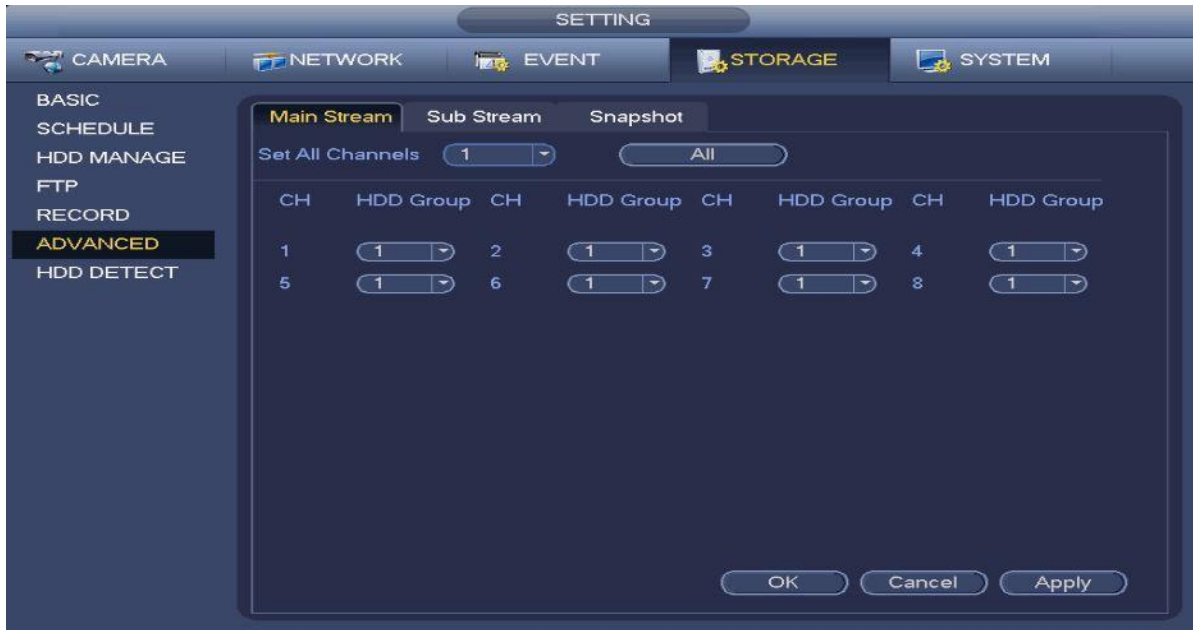 SETTING
CAMERA NETWORK EVENT STORAGE SYSTEM
BASIC
SCHEDULE
HDD MANAGE
FTP
RECORD
ADVANCED
HDD DETECT
Main Stream Sub Stream Snapshot
Set All Channels 1 All
CH HDD Group CH HDD Group CH HDD Group CH HDD Group
1 1 2 1 3 1 4 1
5 1 6 1 7 1 8 1
OK Cancel Apply